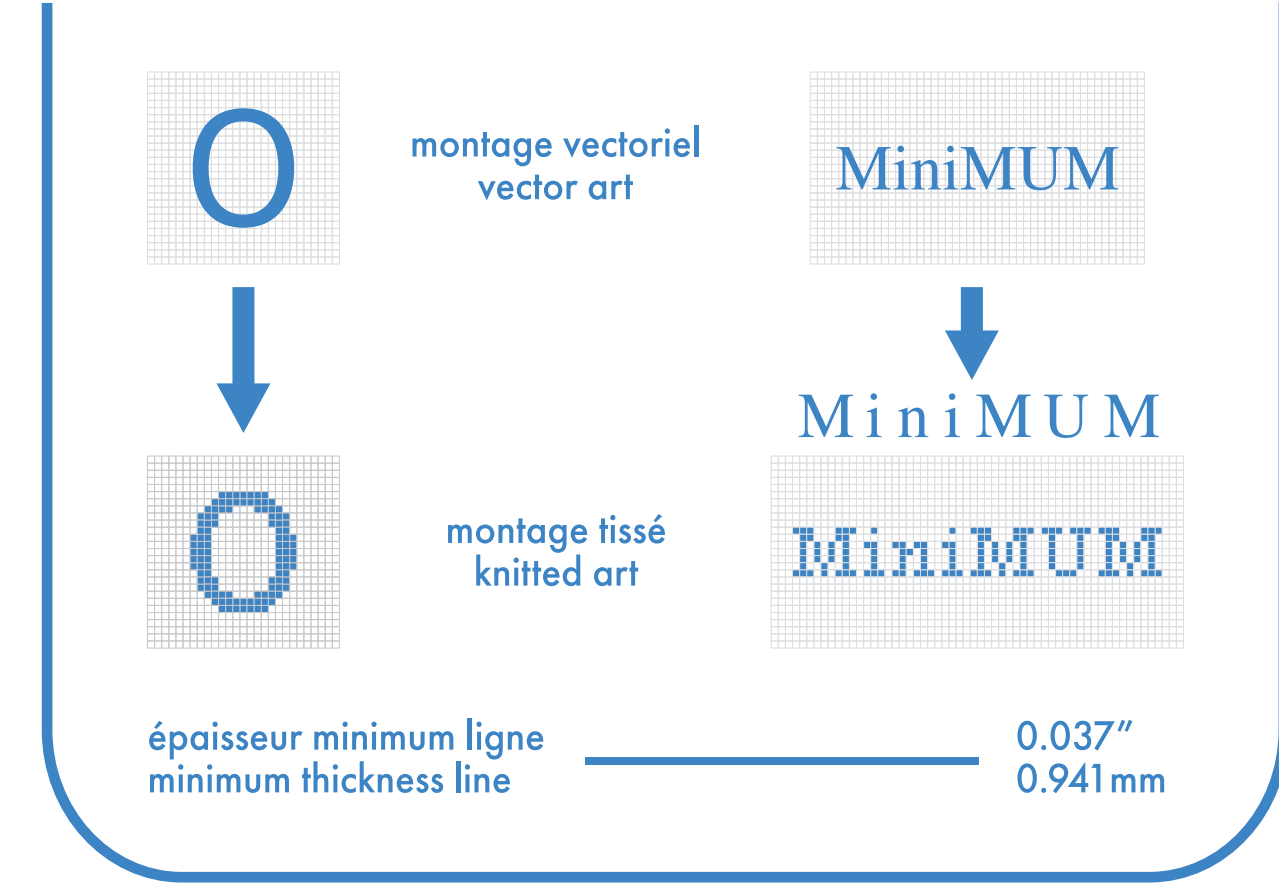 O
montage vectoriel
vector art
MiniMUM
MiniMUM
O
montage tissé
knitted art
MiniMUM
épaisseur minimum ligne
minimum thickness line
0.037"
0.941mm